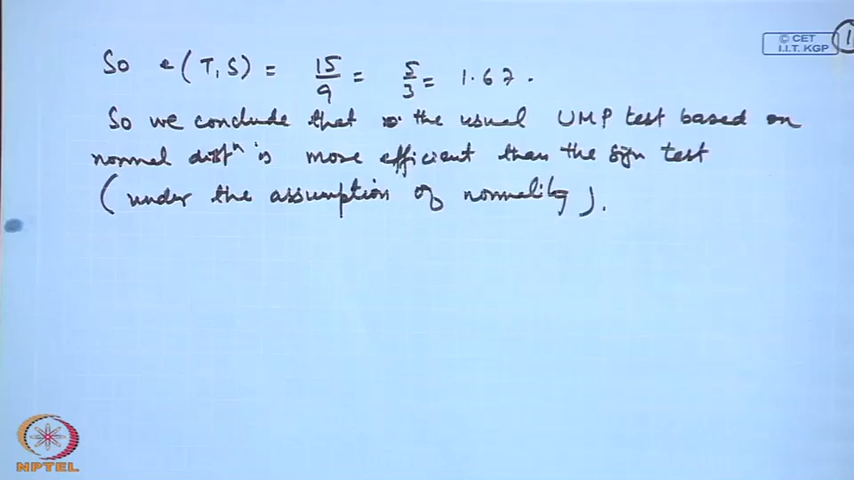 © CET
I.I.T. KGP
1
So e(T,S) = 15/9 = 5/3 = 1.67.
So we conclude that the usual UMP test based on
normal distⁿ is more efficient than the sign test
(under the assumption of normality).
NPTEL